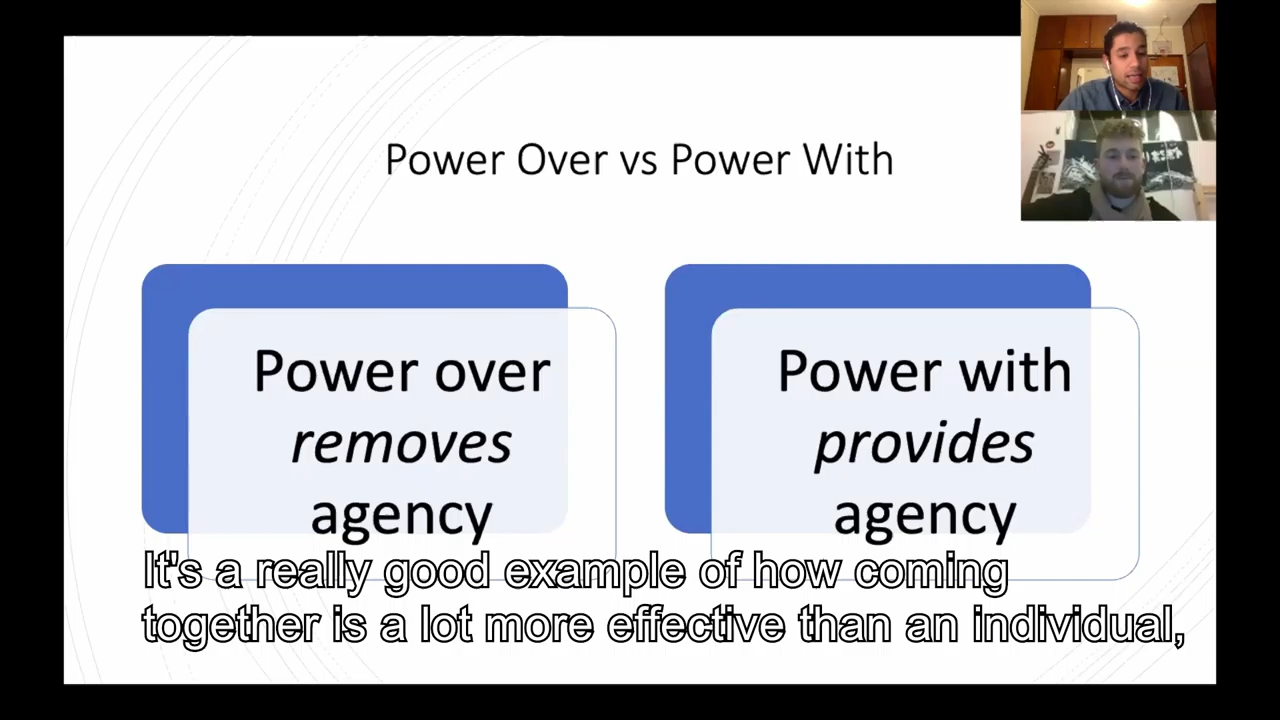 Power Over vs Power With
Power over
removes
agency
Power with
provides
agency
It's a really good example of how coming
together is a lot more effective than an individual,